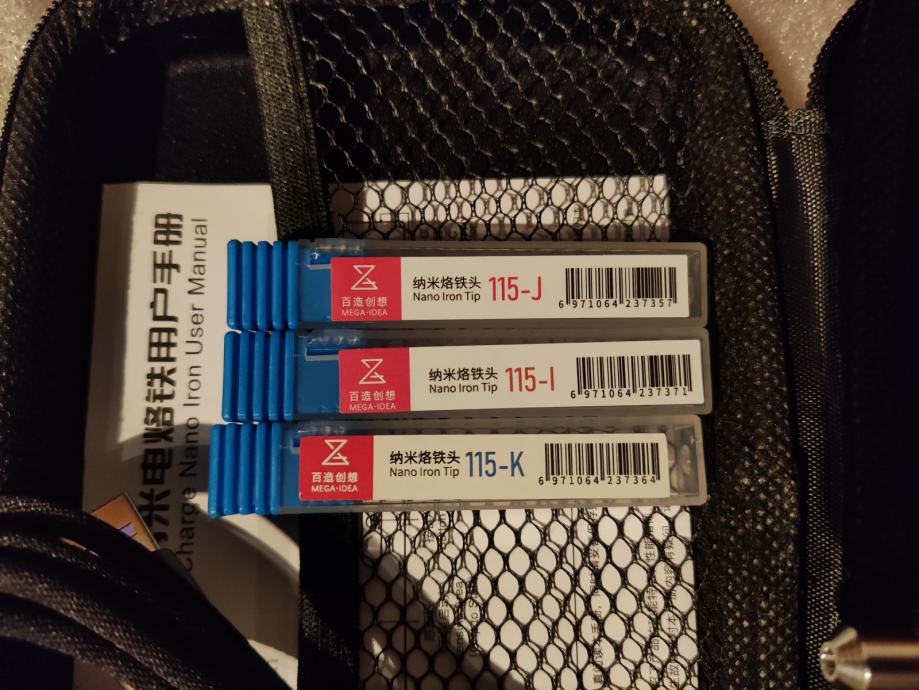 米电烙铁用户手册
Charge Nano Iron User Manual
百造创想
MEGA-IDEA
纳米烙铁头
Nano Iron Tip
115-J
6 971064 237357
百造创想
MEGA-IDEA
纳米烙铁头
Nano Iron Tip
115-I
6 971064 237371
百造创想
MEGA-IDEA
纳米烙铁头
Nano Iron Tip
115-K
6 971064 237364